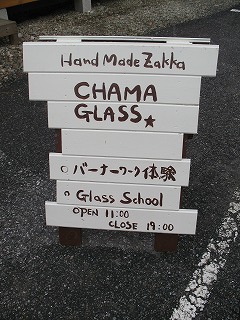 Hand Made Zakka
CHAMA
GLASS★
○ バーナーワーク体験
○ Glass School
OPEN 11:00
CLOSE 19:00